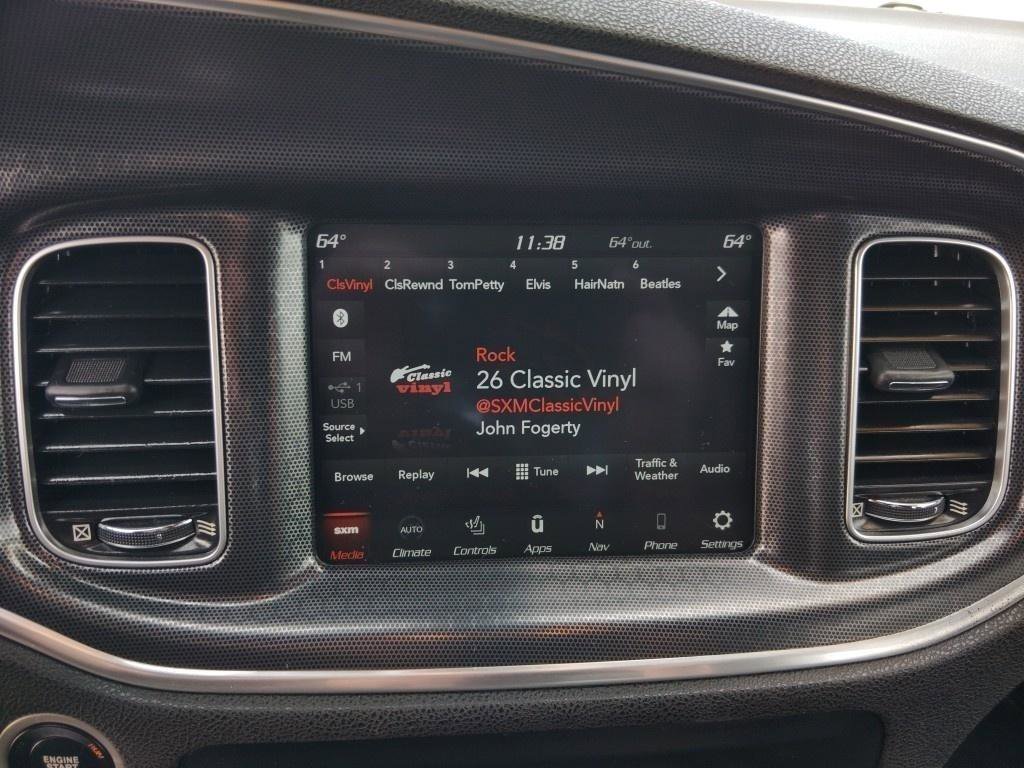 64° 11:38 64°out. 64°
1 2 3 4 5 6
ClsVinyl ClsRewnd TomPetty Elvis HairNatn Beatles
Map
FM
Fav
Rock
Classic
vinyl
26 Classic Vinyl
1
USB
@SXMClassicVinyl
John Fogerty
Source
Select
Browse Replay Tune Traffic &
Weather Audio
sxm AUTO ū N
Media Climate Controls Apps Nav Phone Settings
ENGINE
START
RUN